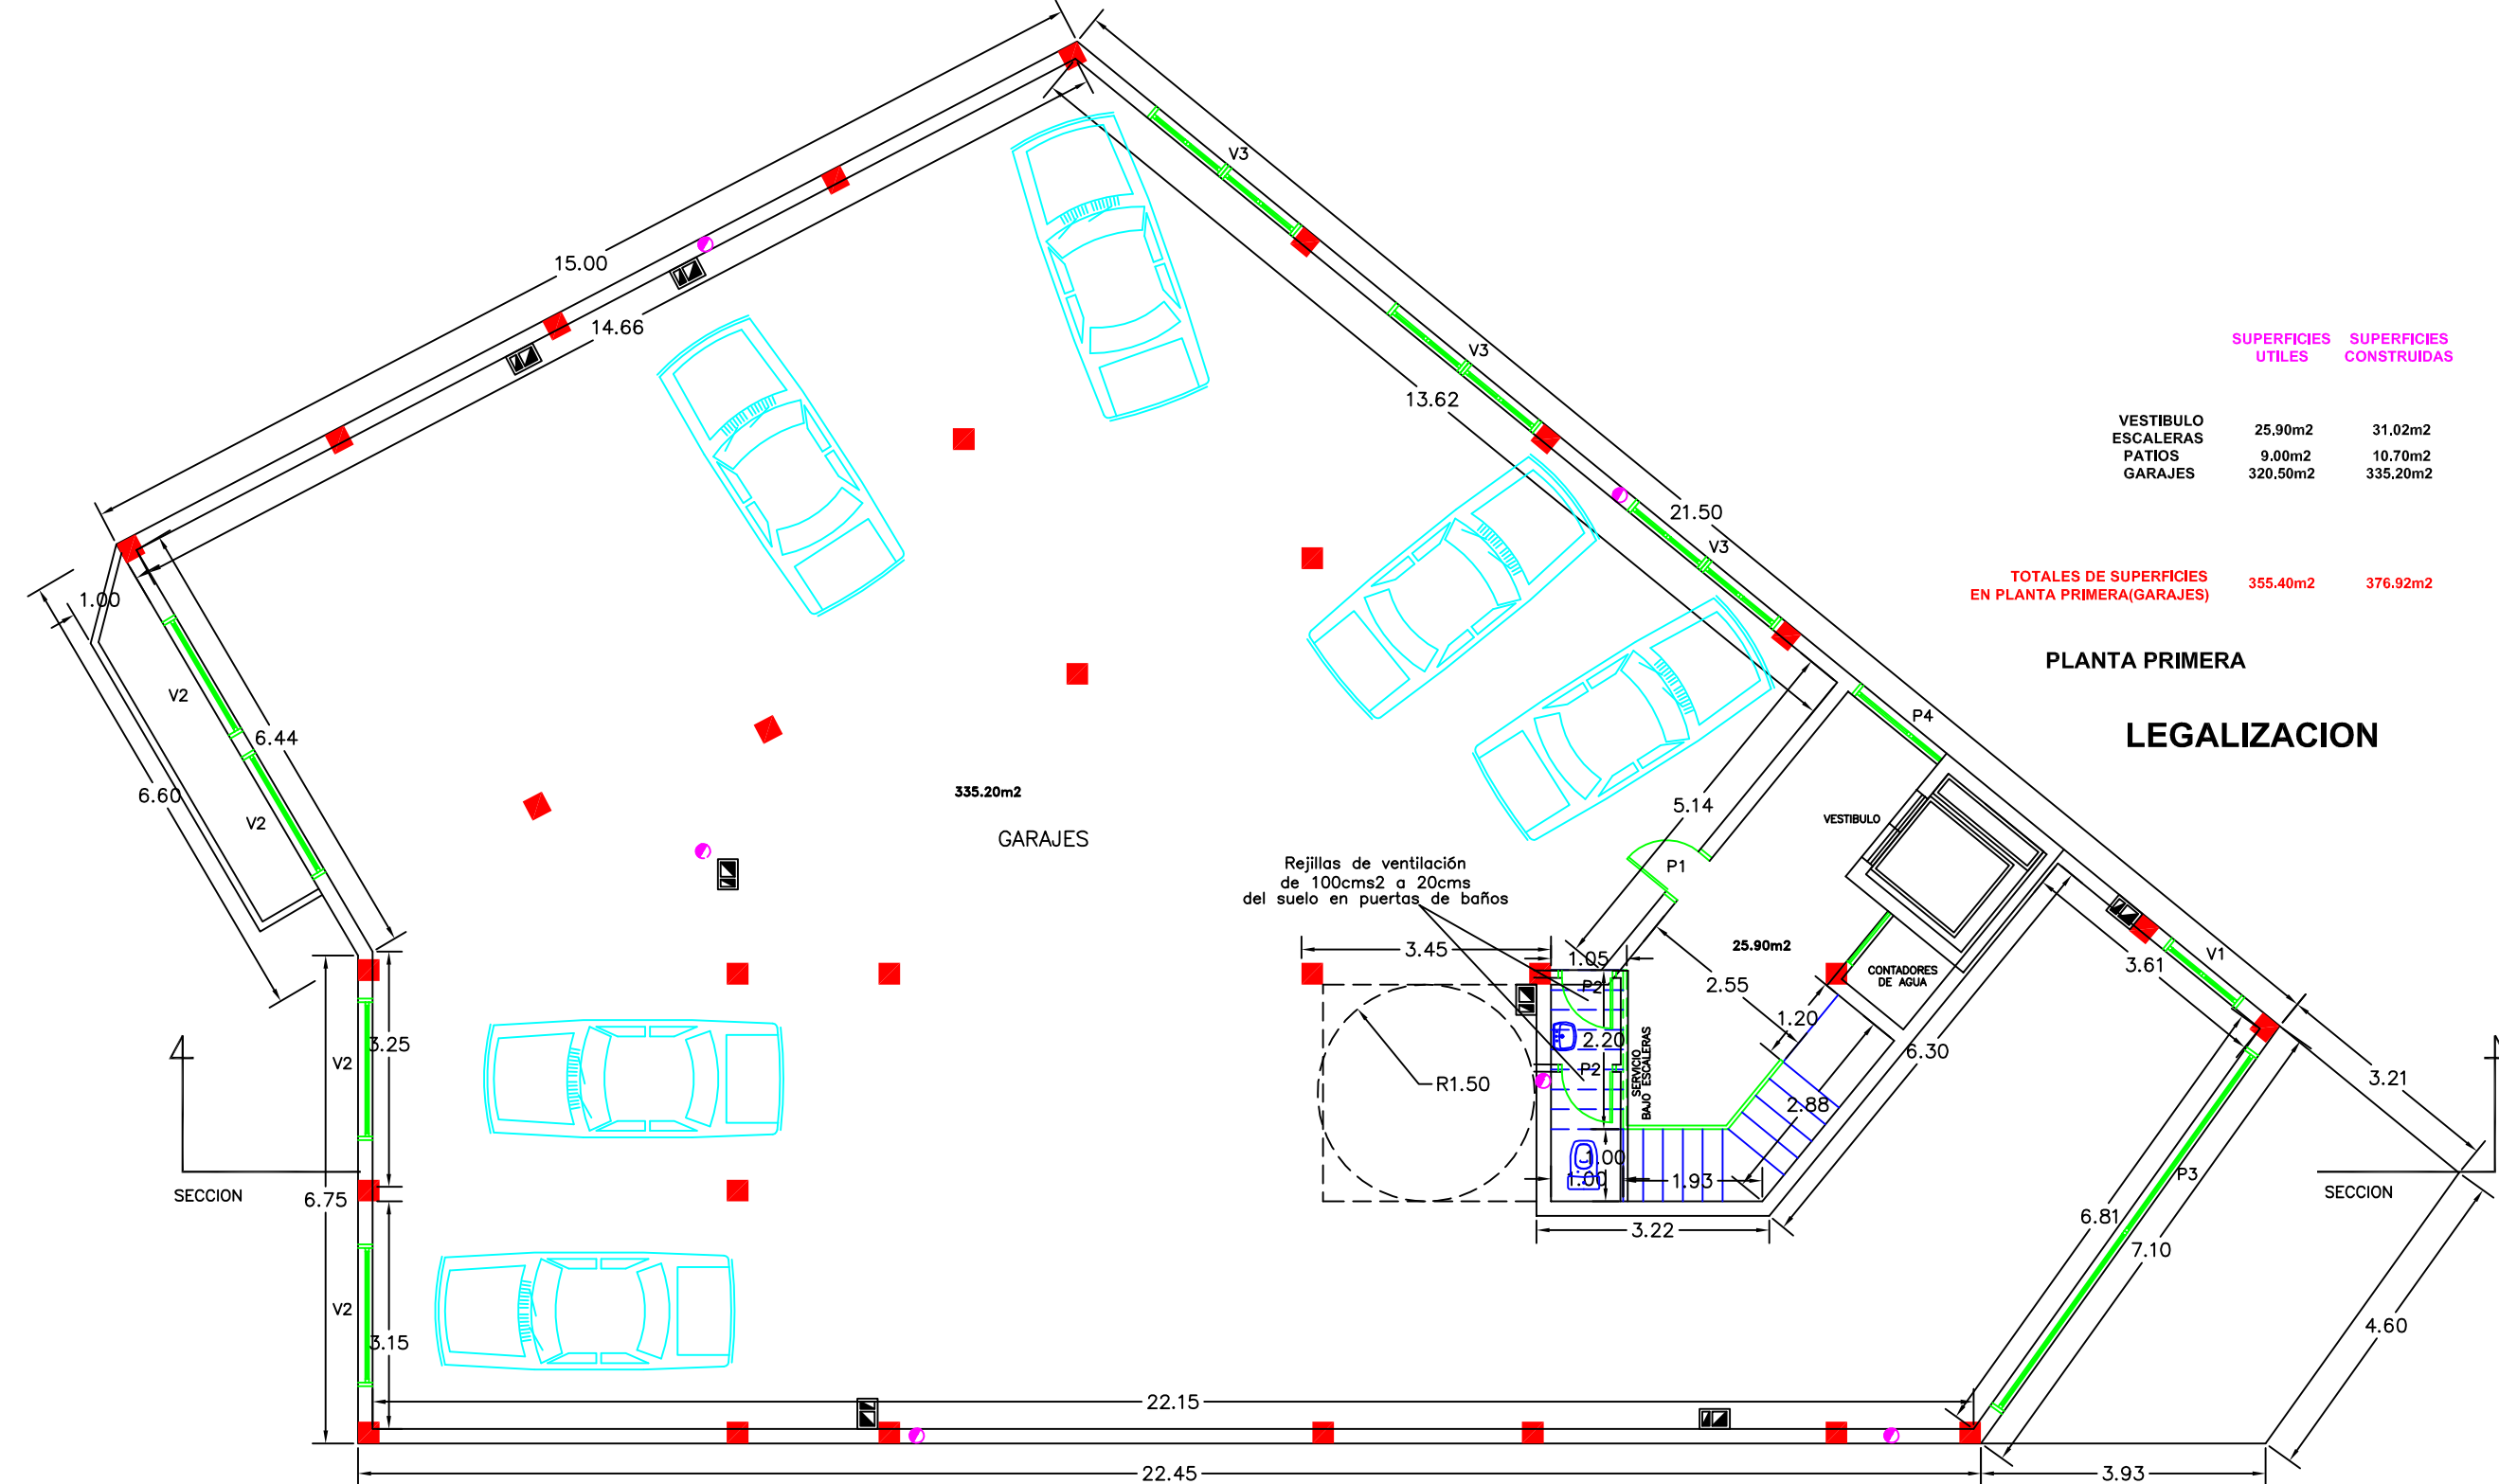 15.00
14.66
V3
V3
13.62
21.50
V3
SUPERFICIES SUPERFICIES
UTILES CONSTRUIDAS
VESTIBULO
ESCALERAS 25,90m2 31,02m2
PATIOS 9.00m2 10.70m2
GARAJES 320,50m2 335,20m2
TOTALES DE SUPERFICIES
EN PLANTA PRIMERA(GARAJES) 355.40m2 376.92m2
PLANTA PRIMERA
LEGALIZACION
1.00
V2
6.44
6.60
V2
335.20m2
GARAJES
5.14
P4
VESTIBULO
P1
Rejillas de ventilación
de 100cms2 a 20cms
del suelo en puertas de baños
3.45
1.05
25.90m2
CONTADORES
DE AGUA
2.55
3.61
V1
P2
1.20
2.20
P2
SERVICIO
BAJO ESCALERAS
6.30
R1.50
2.88
3.21
V2
3.25
1.00
1.00
1.93
P3
SECCION
6.75
SECCION
3.22
6.81
7.10
V2
3.15
4.60
22.15
22.45
3.93